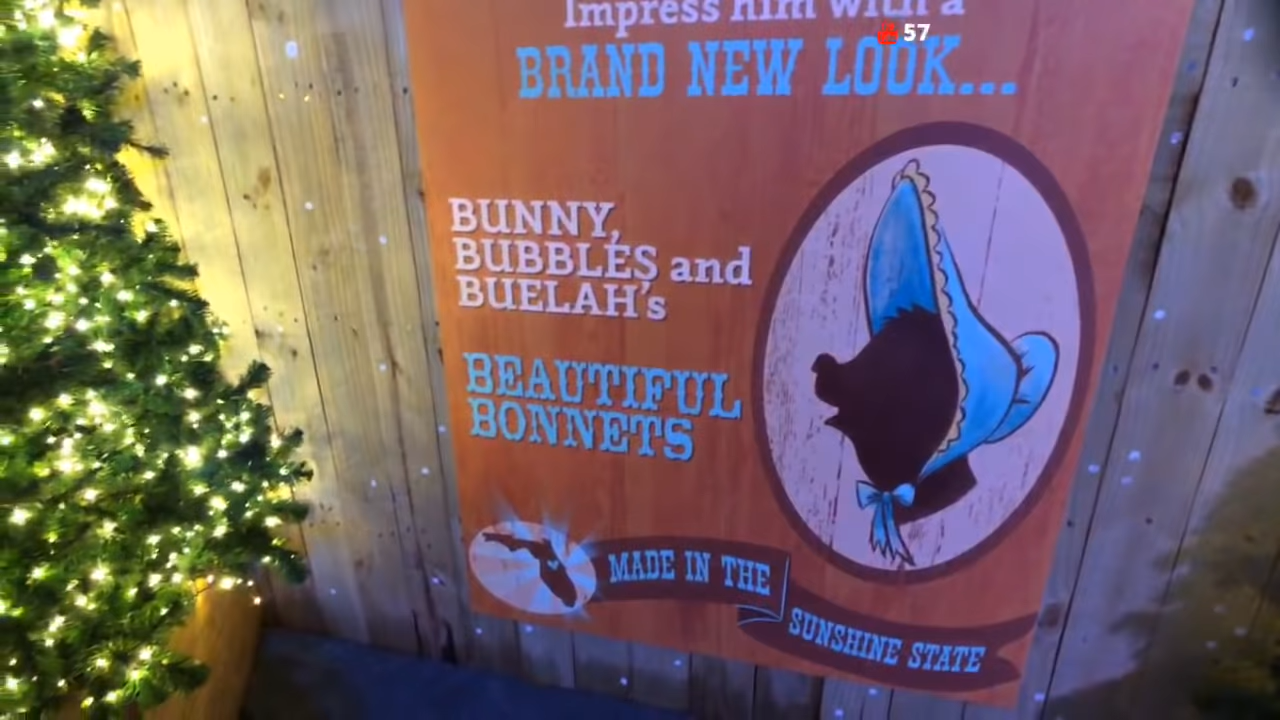 Impress him with a
57
BRAND NEW LOOK...
BUNNY,
BUBBLES and
BUELAH's
BEAUTIFUL
BONNETS
MADE IN THE
SUNSHINE STATE